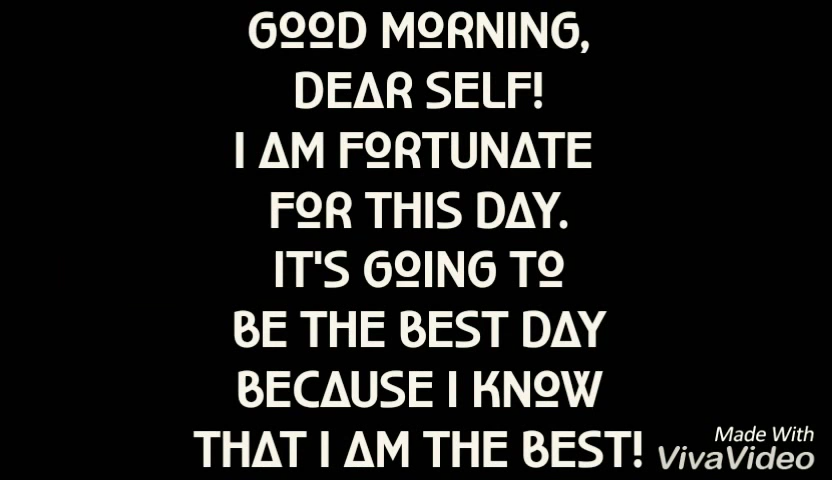 GOOD MORNING,
DEAR SELF!
I AM FORTUNATE
FOR THIS DAY.
IT'S GOING TO
BE THE BEST DAY
BECAUSE I KNOW
THAT I AM THE BEST!
Made With
VivaVideo